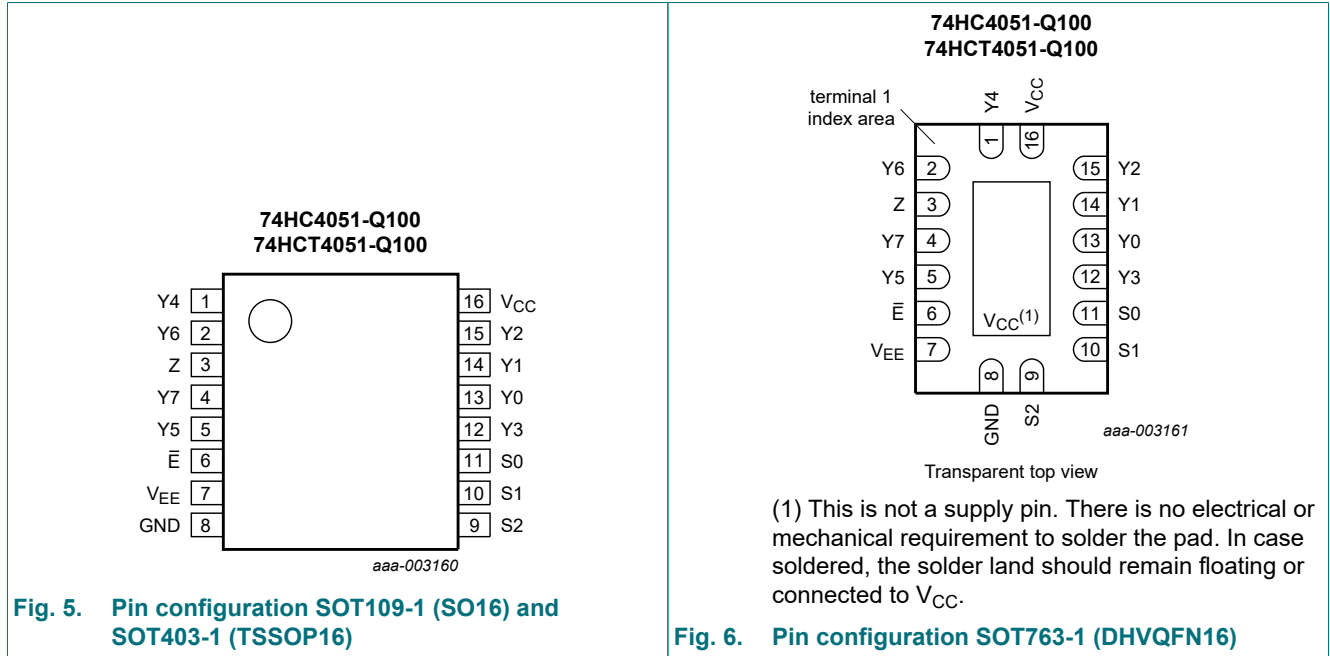 74HC4051-Q100
74HCT4051-Q100
Y4 1
Y6 2
Z 3
Y7 4
Y5 5
E̅ 6
VEE 7
GND 8
16 VCC
15 Y2
14 Y1
13 Y0
12 Y3
11 S0
10 S1
9 S2
aaa-003160
Fig. 5. Pin configuration SOT109-1 (SO16) and
SOT403-1 (TSSOP16)
74HC4051-Q100
74HCT4051-Q100
terminal 1
index area
Y4
VCC
1
16
Y6 2
Z 3
Y7 4
Y5 5
E̅ 6
VEE 7
15 Y2
14 Y1
13 Y0
12 Y3
11 S0
10 S1
VCC(1)
8
9
GND
S2
aaa-003161
Transparent top view
(1) This is not a supply pin. There is no electrical or
mechanical requirement to solder the pad. In case
soldered, the solder land should remain floating or
connected to VCC.
Fig. 6. Pin configuration SOT763-1 (DHVQFN16)